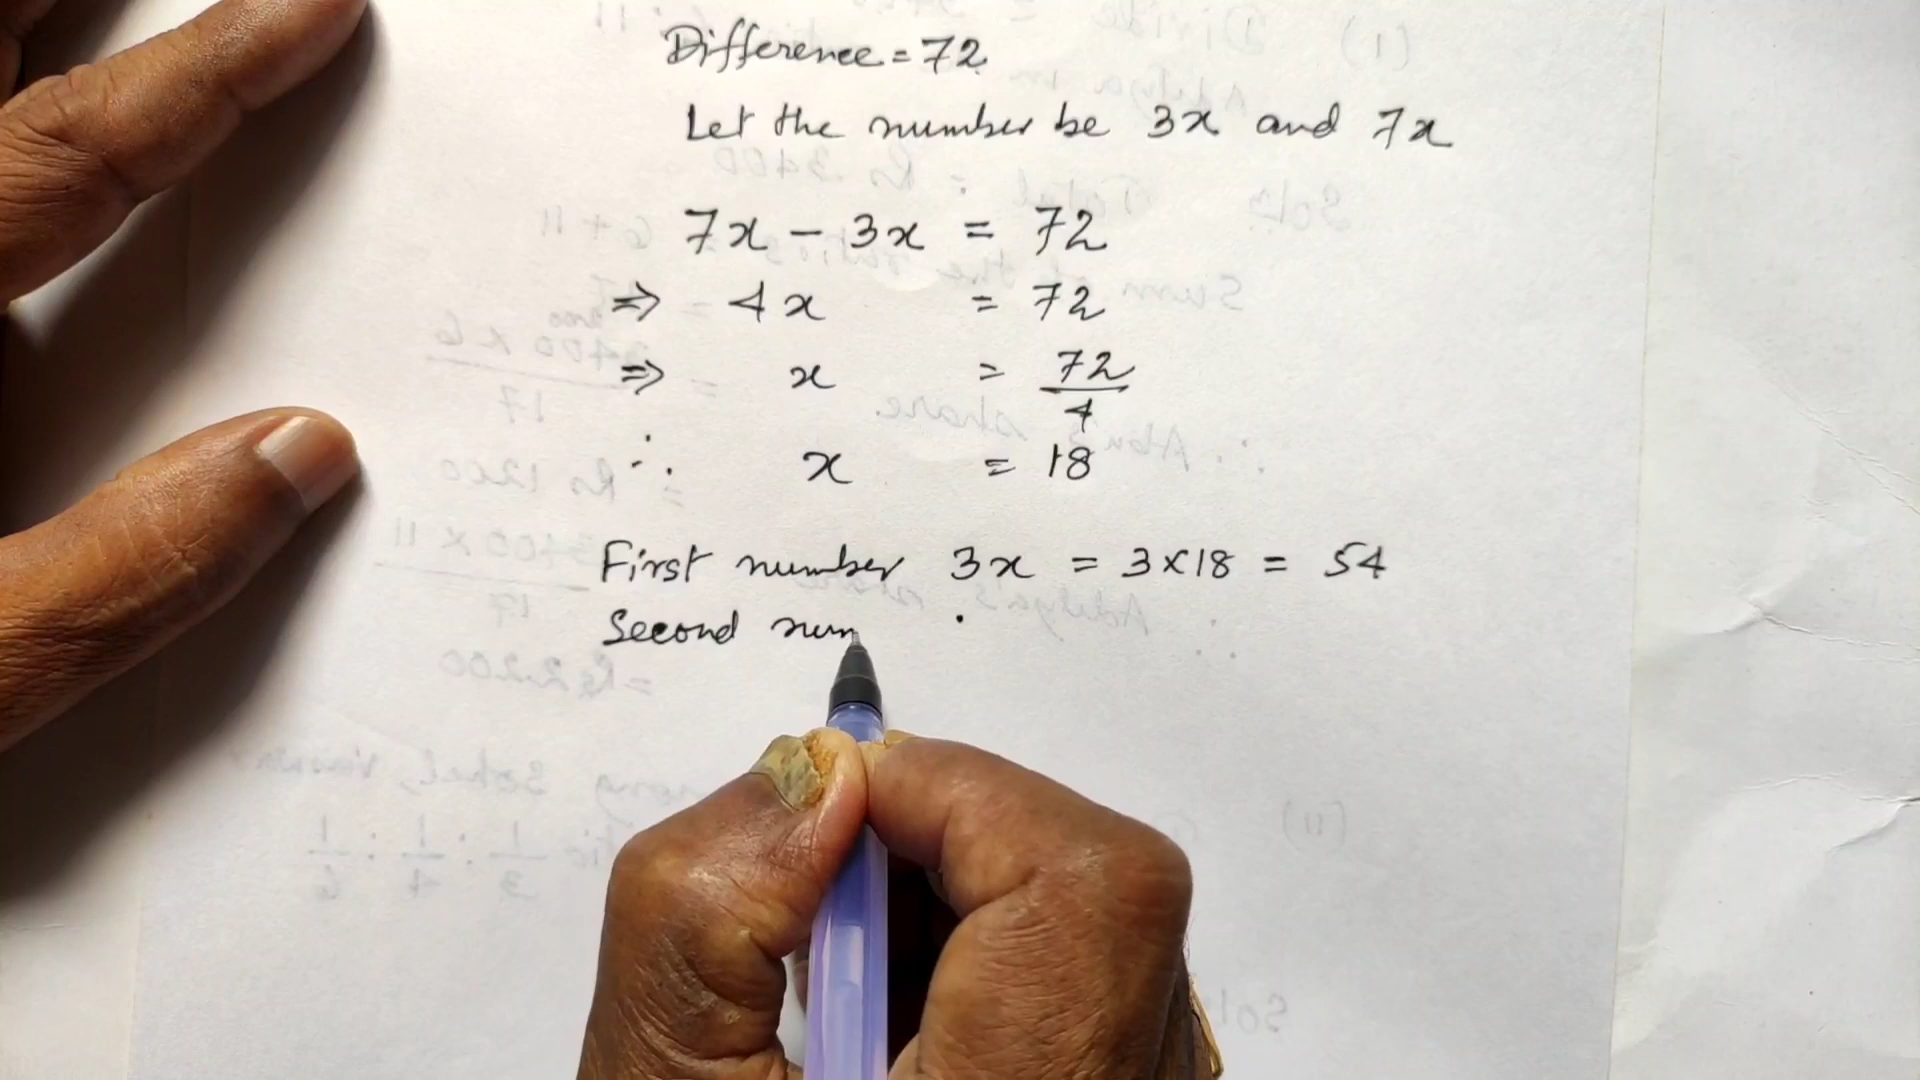 Difference = 72
Let the number be 3x and 7x
7x - 3x = 72
⇒ 4x = 72
⇒ x = 72/4
∴ x = 18
First number 3x = 3×18 = 54
Second num